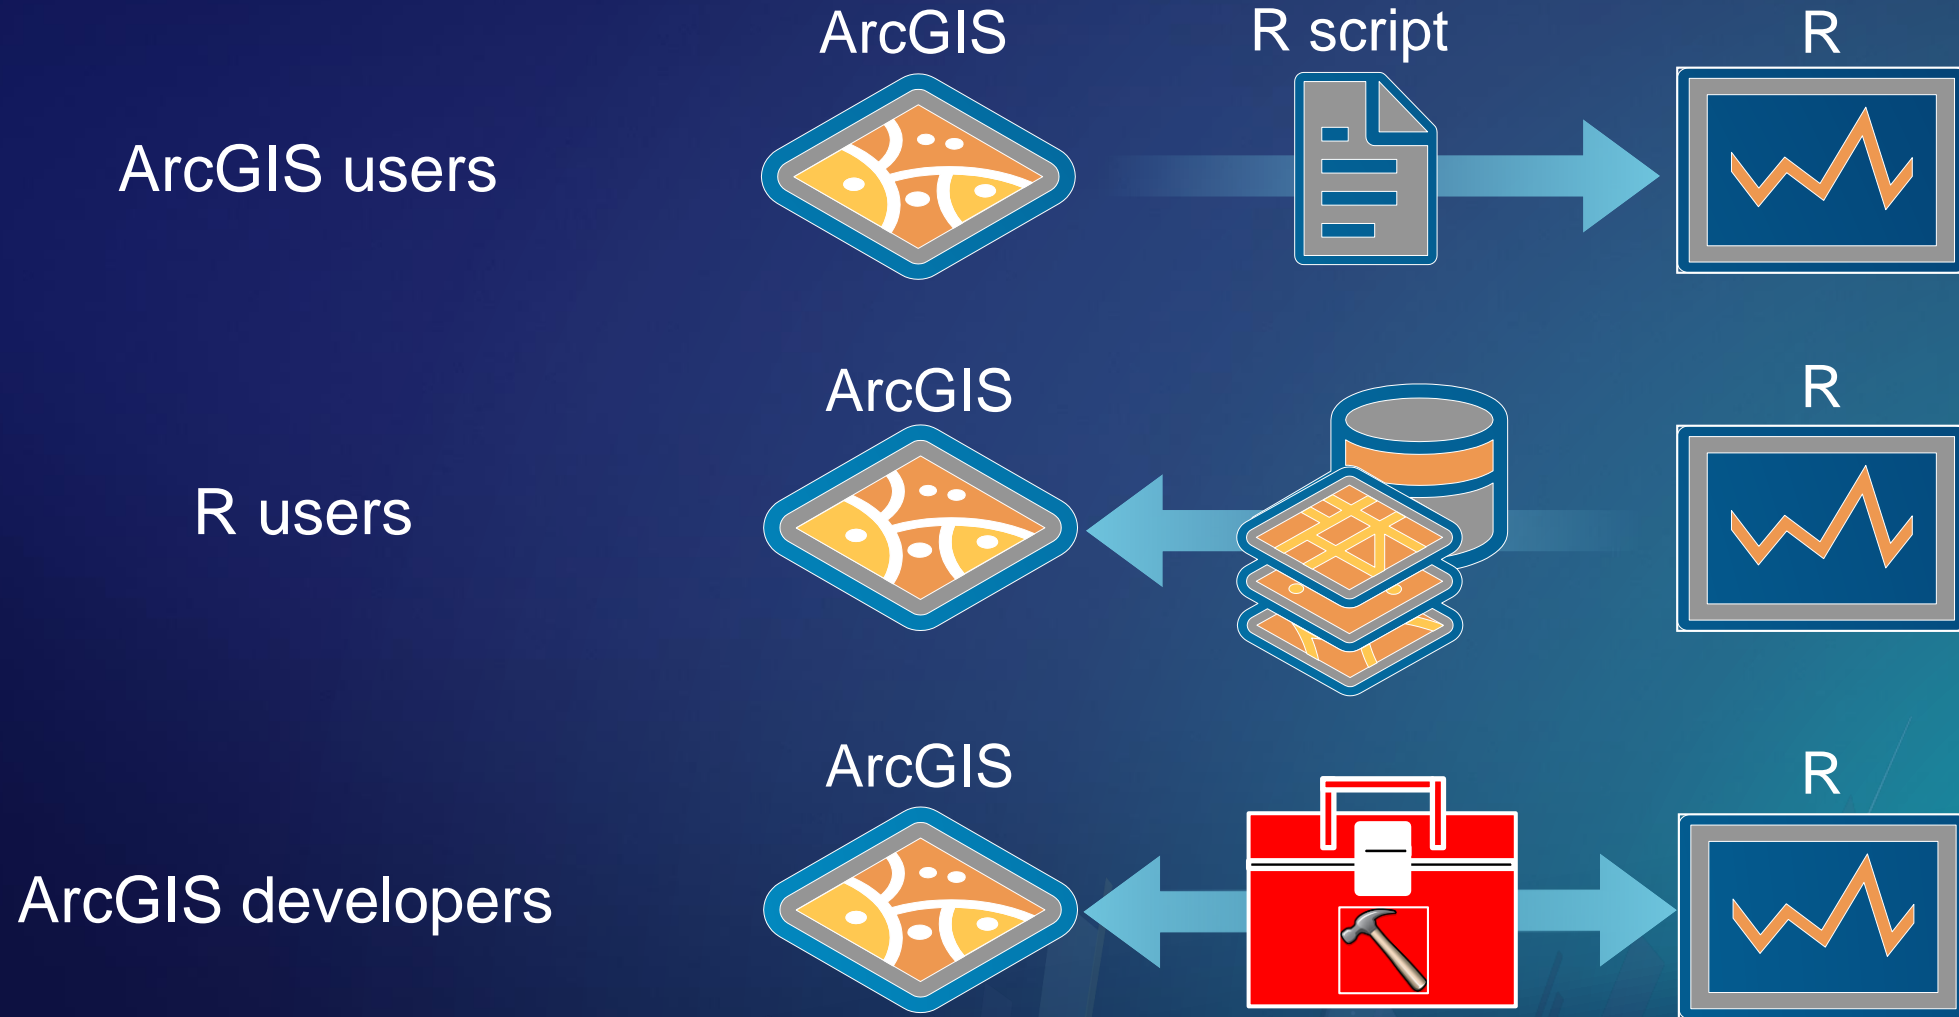 ArcGIS
R script
R
ArcGIS users
ArcGIS
R
R users
ArcGIS
R
ArcGIS developers